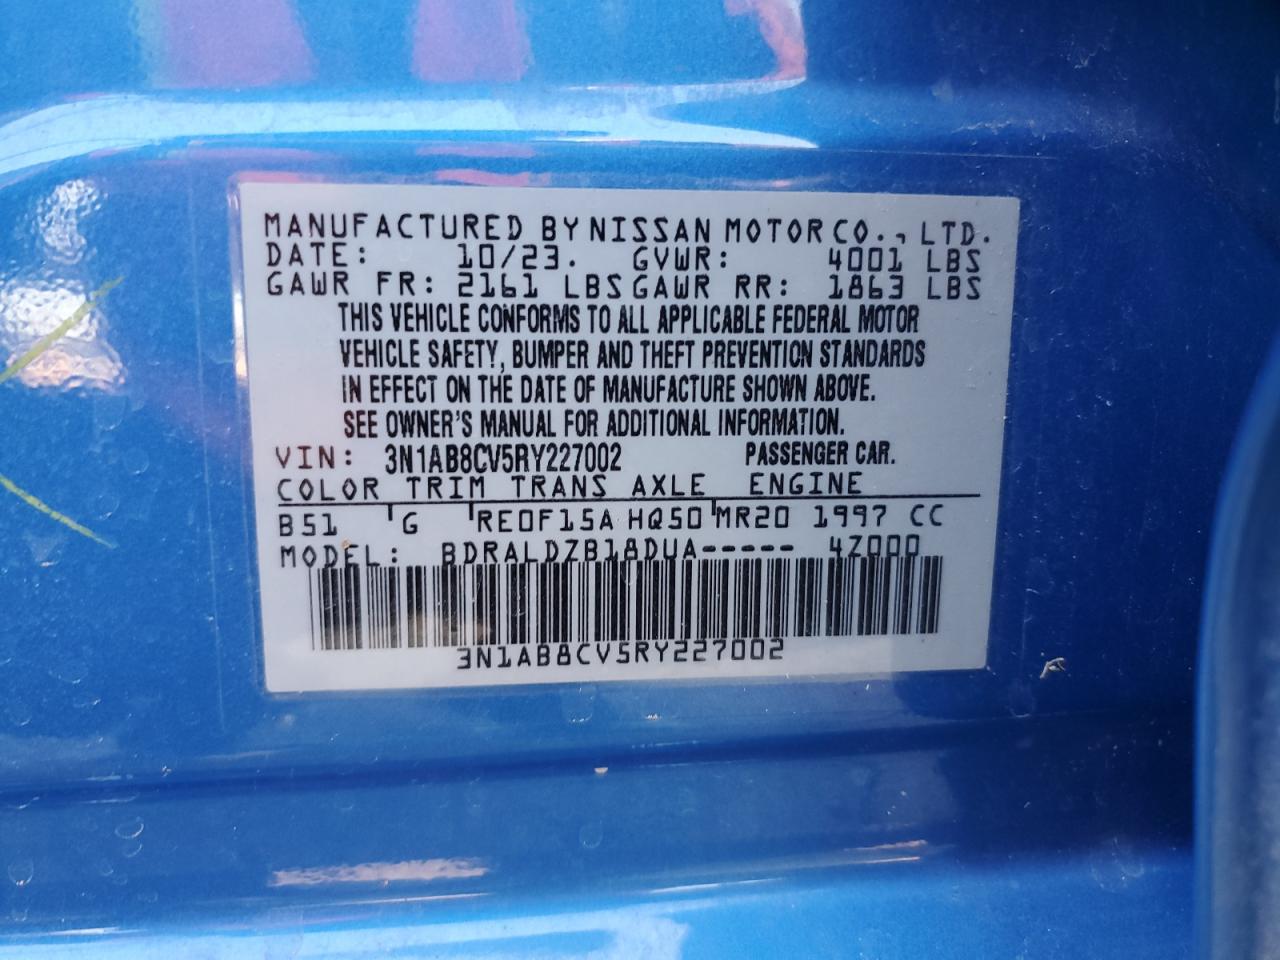 MANUFACTURED BY NISSAN MOTOR CO., LTD.
DATE: 10/23. GVWR: 4001 LBS
GAWR FR: 2161 LBS GAWR RR: 1863 LBS
THIS VEHICLE CONFORMS TO ALL APPLICABLE FEDERAL MOTOR
VEHICLE SAFETY, BUMPER AND THEFT PREVENTION STANDARDS
IN EFFECT ON THE DATE OF MANUFACTURE SHOWN ABOVE.
SEE OWNER'S MANUAL FOR ADDITIONAL INFORMATION.
VIN: 3N1AB8CV5RY227002 PASSENGER CAR.
COLOR TRIM TRANS AXLE ENGINE
B51 G RE0F15A HQ50 MR20 1997 CC
MODEL: BDRALDZB18DUA----- 4Z000
3N1AB8CV5RY227002